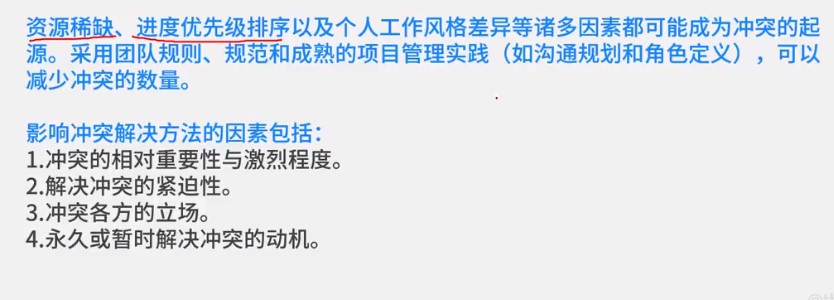 资源稀缺、进度优先级排序以及个人工作风格差异等诸多因素都可能成为冲突的起
源。采用团队规则、规范和成熟的项目管理实践（如沟通规划和角色定义），可以
减少冲突的数量。
影响冲突解决方法的因素包括：
1.冲突的相对重要性与激烈程度。
2.解决冲突的紧迫性。
3.冲突各方的立场。
4.永久或暂时解决冲突的动机。